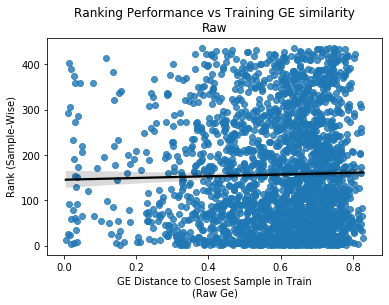 Ranking Performance vs Training GE similarity
Raw
400
300
200
100
0
Rank (Sample-Wise)
0.0 0.2 0.4 0.6 0.8
GE Distance to Closest Sample in Train
(Raw Ge)